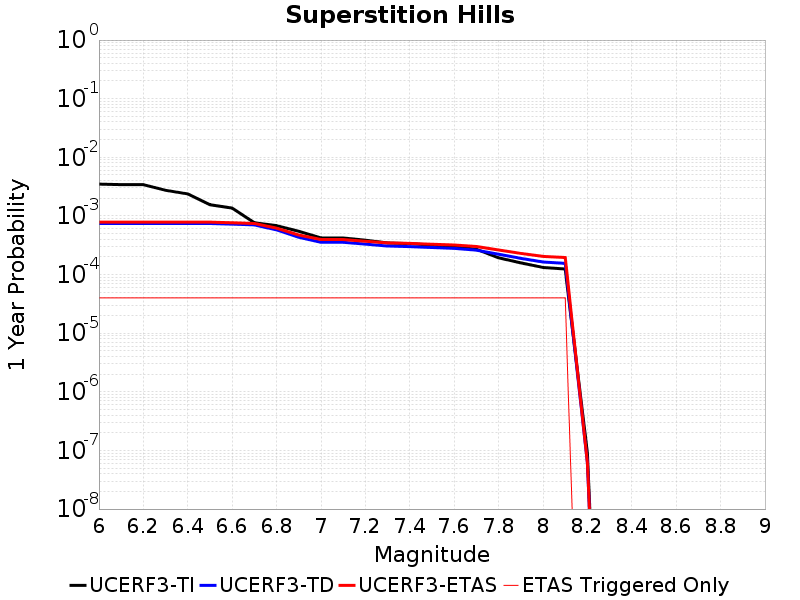 Superstition Hills
1 Year Probability
10^0
10^-1
10^-2
10^-3
10^-4
10^-5
10^-6
10^-7
10^-8
6 6.2 6.4 6.6 6.8 7 7.2 7.4 7.6 7.8 8 8.2 8.4 8.6 8.8 9
Magnitude
UCERF3-TI UCERF3-TD UCERF3-ETAS ETAS Triggered Only